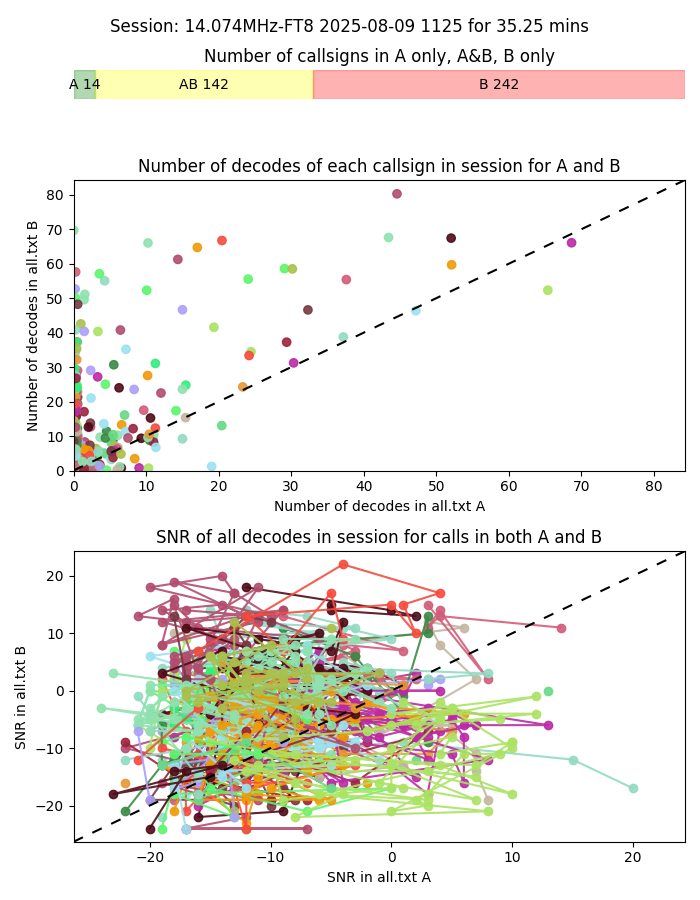 Session: 14.074MHz-FT8 2025-08-09 1125 for 35.25 mins
Number of callsigns in A only, A&B, B only
A 14 AB 142 B 242
Number of decodes of each callsign in session for A and B
80
70
60
50
40
30
20
10
0
Number of decodes in all.txt B
0 10 20 30 40 50 60 70 80
Number of decodes in all.txt A
SNR of all decodes in session for calls in both A and B
20
10
0
−10
−20
SNR in all.txt B
−20 −10 0 10 20
SNR in all.txt A